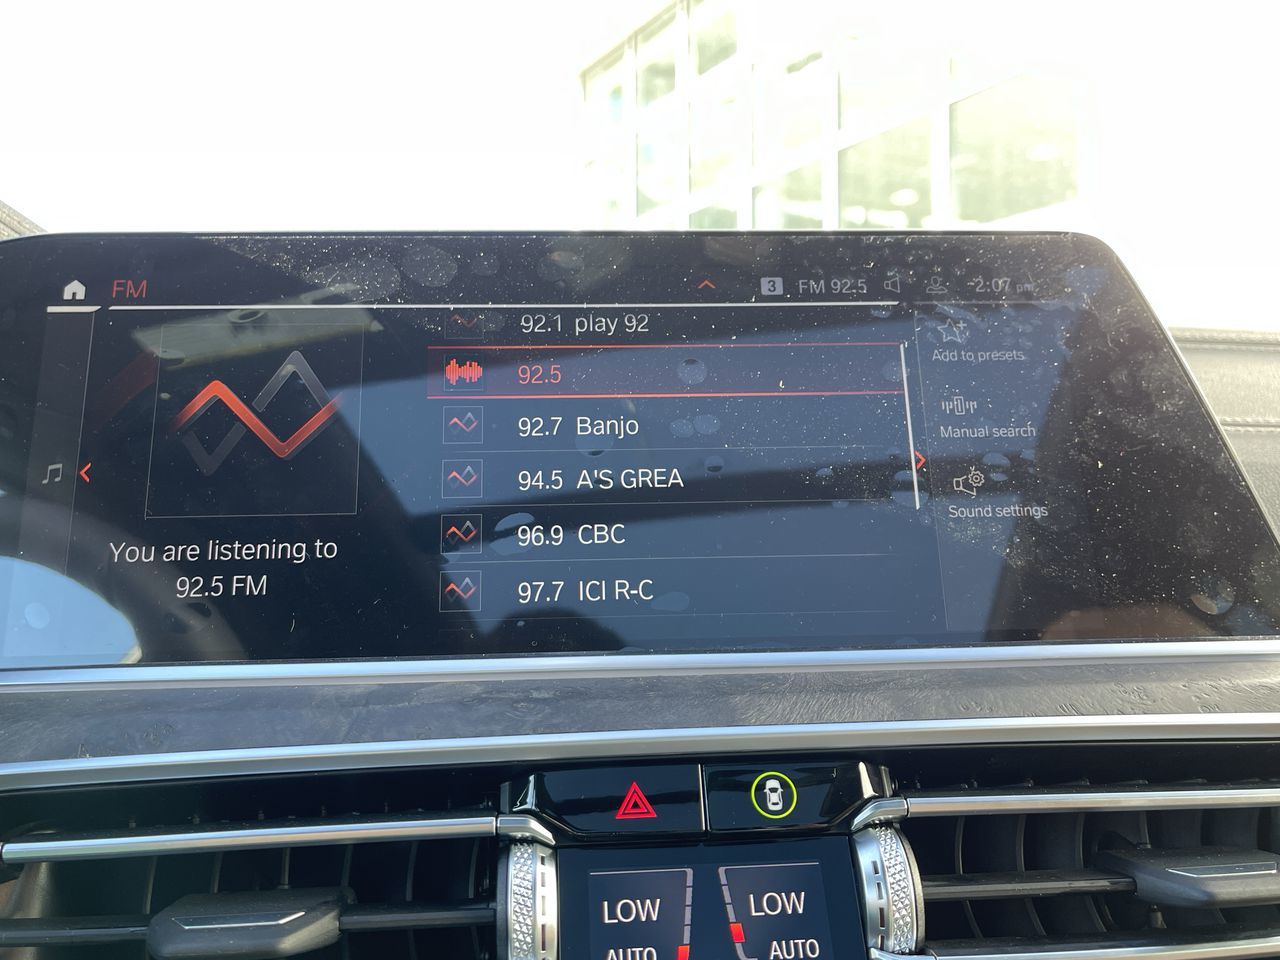 FM
3 FM 92.5 2:07 pm
92.1 play 92
92.5
92.7 Banjo
94.5 A'S GREA
96.9 CBC
97.7 ICI R-C
You are listening to
92.5 FM
Add to presets
Manual search
Sound settings
LOW LOW
AUTO AUTO